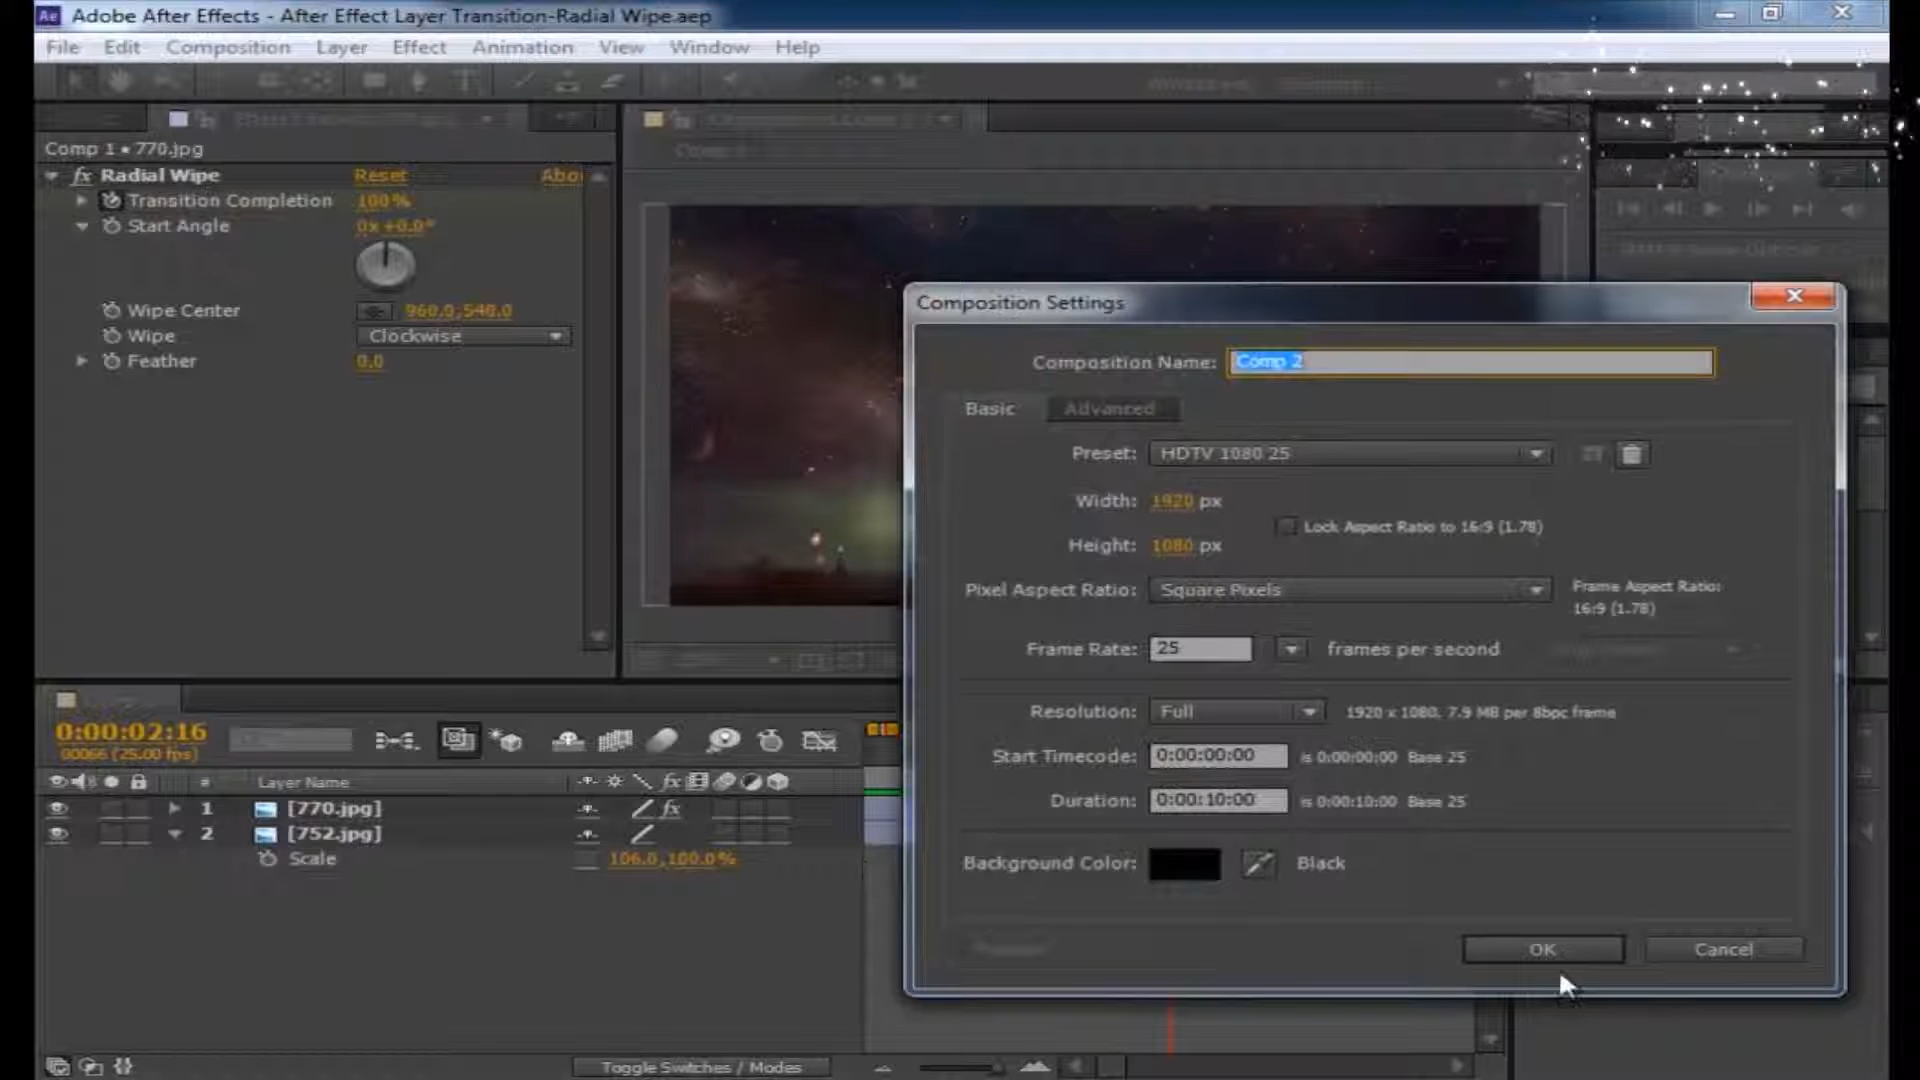 Adobe After Effects - After Effect Layer Transition-Radial Wipe.aep
File Edit Composition Layer Effect Animation View Window Help
Comp 1 • 770.jpg
fx Radial Wipe Reset Abo
Transition Completion 100%
Start Angle 0x +0.0°
Wipe Center 960.0,540.0
Wipe Clockwise
Feather 0.0
Composition Settings
Composition Name: Comp 2
Basic Advanced
Preset: HDTV 1080 25
Width: 1920 px
Lock Aspect Ratio to 16:9 (1.78)
Height: 1080 px
Pixel Aspect Ratio: Square Pixels
Frame Aspect Ratio:
16:9 (1.78)
Frame Rate: 25 frames per second
Resolution: Full 1920 x 1080, 7.9 MB per 8bpc frame
Start Timecode: 0:00:00:00 is 0:00:00:00 Base 25
Duration: 0:00:10:00 is 0:00:10:00 Base 25
Background Color: Black
OK Cancel
0:00:02:16
00066 (25.00 fps)
# Layer Name fx
1 [770.jpg] fx
2 [752.jpg]
Scale 106.0,100.0%
Toggle Switches / Modes